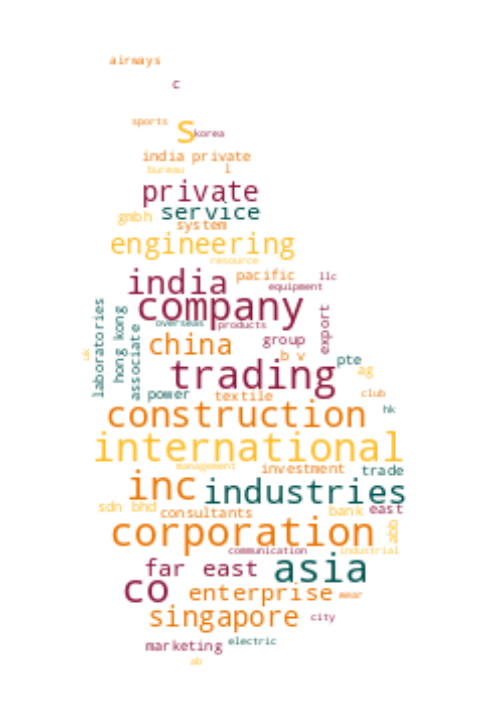 airways
c
sports
s korea
india private
bureau l
private
gmbh service
system
engineering
resource
india pacific llc
equipment
company
laboratories hong kong associate overseas products export
china group
uk b v pte
trading ag
power textile club
construction hk
international
management investment trade
inc industries
sdn bhd consultants bank east
corporation abb
communication industrial
far east asia
co enterprise wear
singapore city
marketing electric
ab